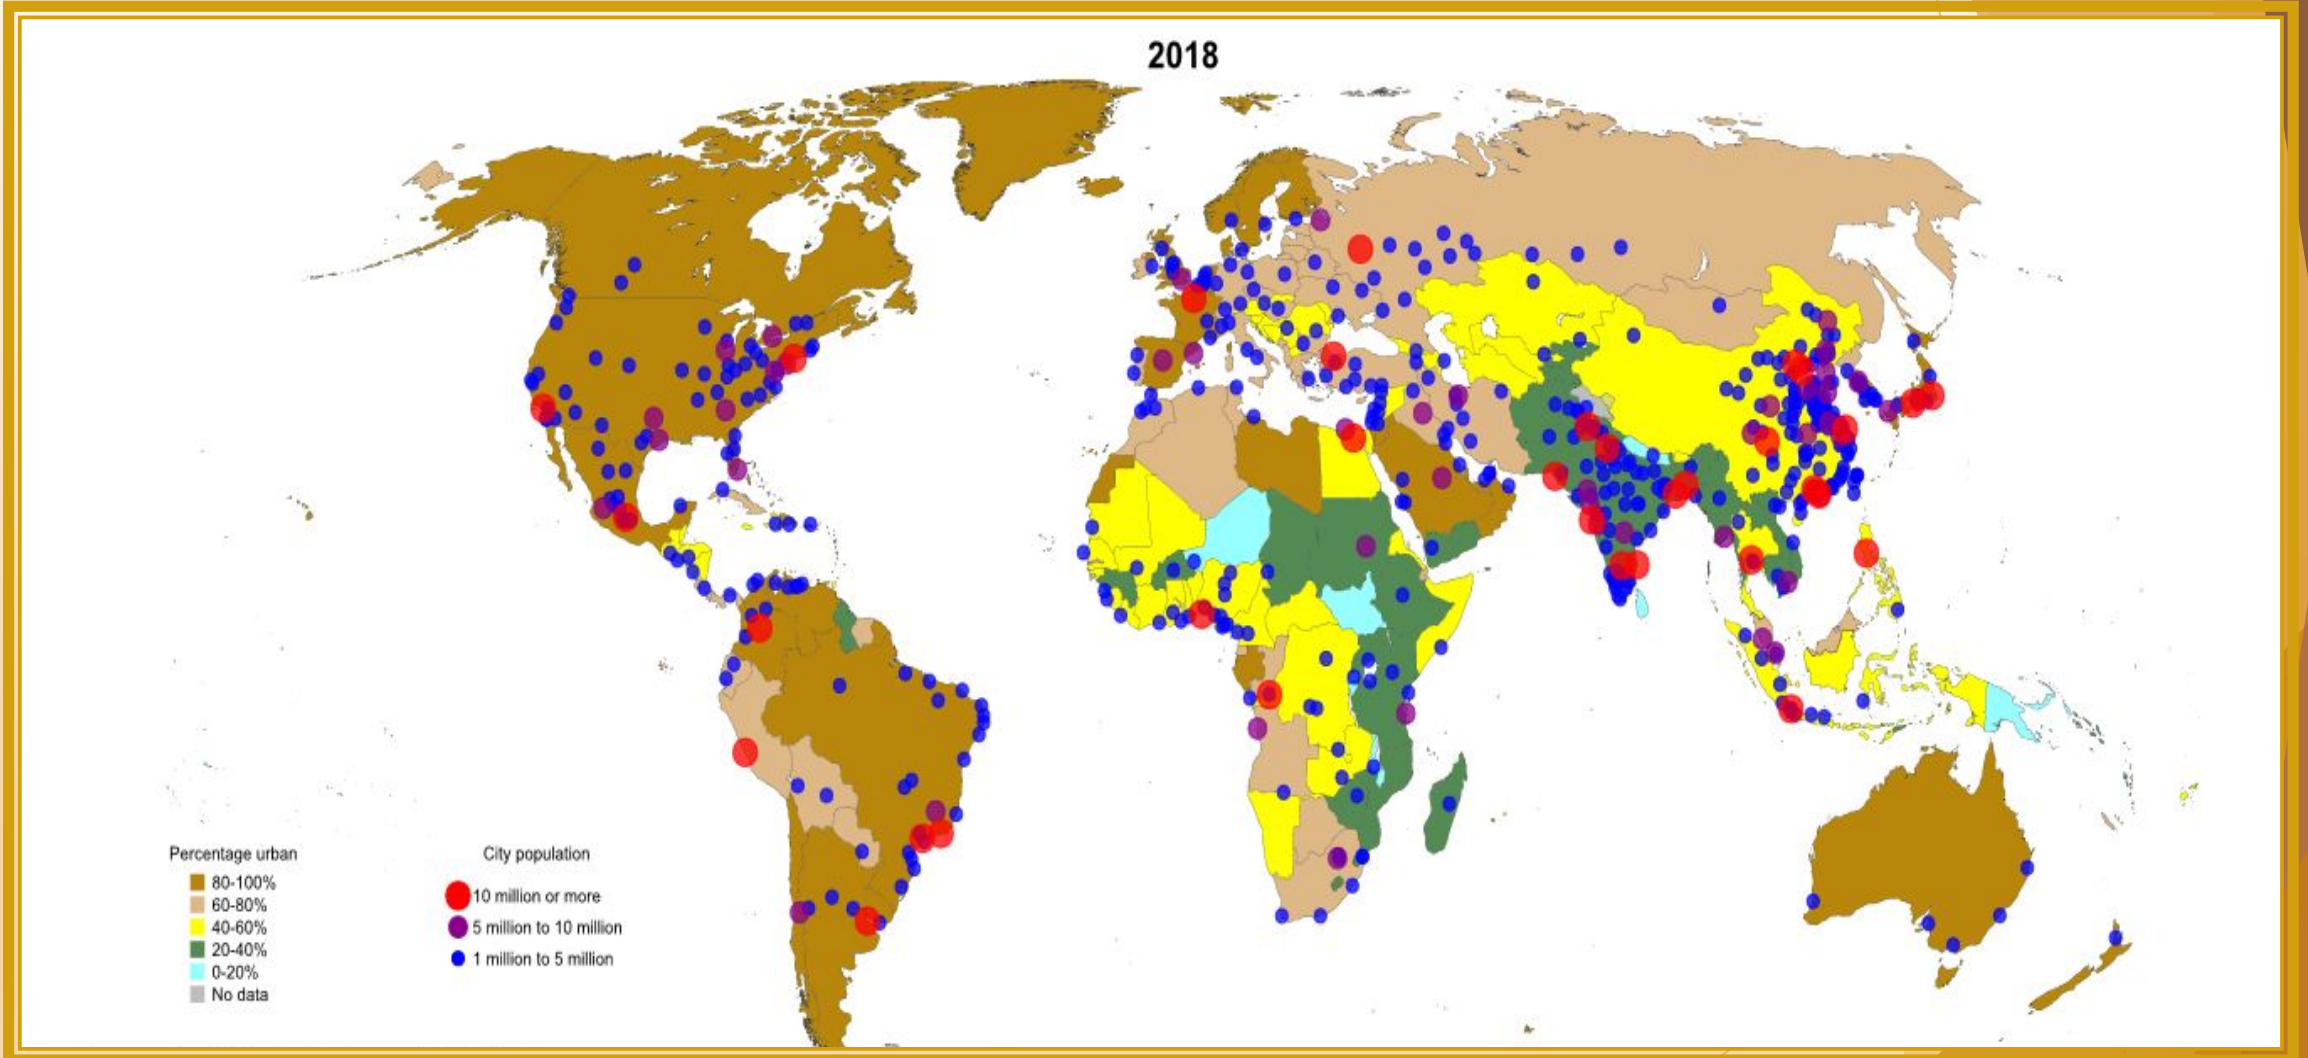 2018
Percentage urban
80-100%
60-80%
40-60%
20-40%
0-20%
No data
City population
10 million or more
5 million to 10 million
1 million to 5 million